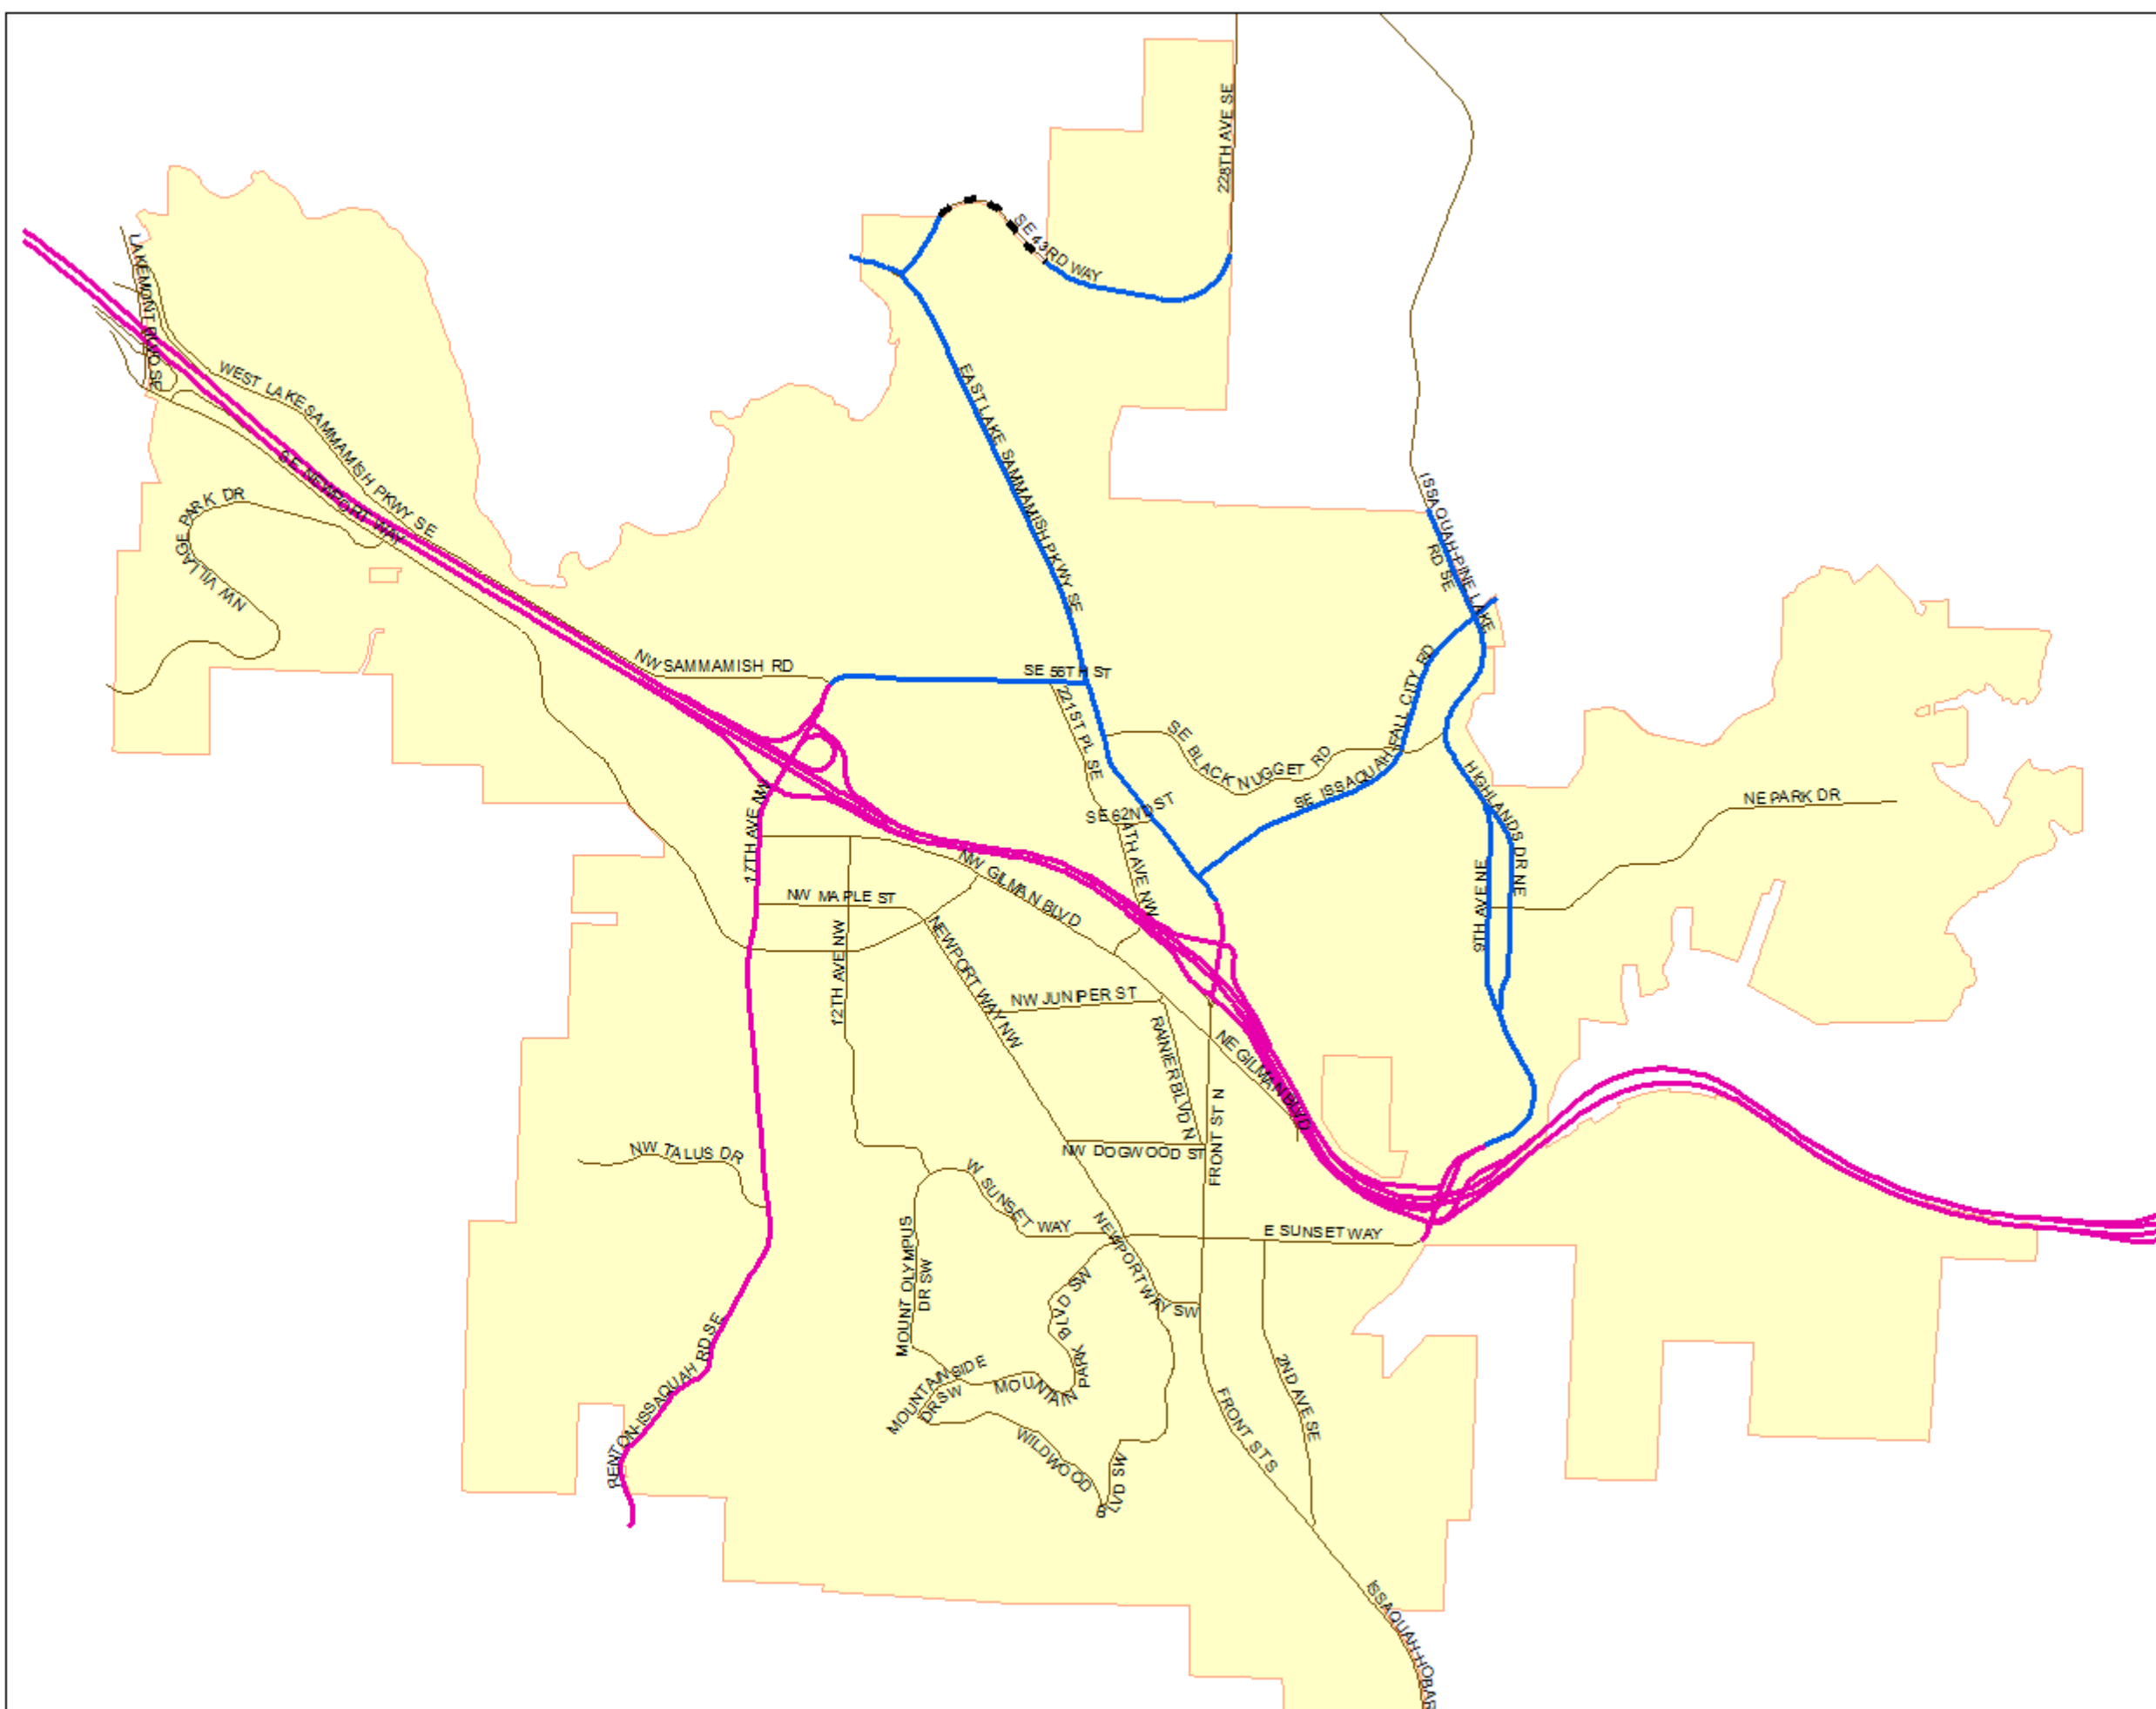 228TH AVE SE
SE 43RD WAY
LAKEMONT BLVD SE
WEST LAKE SAMMAMISH PKWY SE
EAST LAKE SAMMAMISH PKWY SE
SE NEWPORT WAY
NW VILLAGE PARK DR
ISSAQUAH-PINE LAKE
RD SE
NW SAMMAMISH RD
SE 56TH ST
221ST PL SE
SE BLACK NUGGET RD
SE ISSAQUAH-FALL CITY RD
HIGHLANDS DR NE
NE PARK DR
SE 62ND ST
17TH AVE NW
4TH AVE NW
NW GILMAN BLVD
NW MAPLE ST
9TH AVE NE
12TH AVE NW
NEWPORT WAY NW
NW JUNIPER ST
RAINIER BLVD N
NE GILMAN BLVD
FRONT ST N
NW TALUS DR
NW DOGWOOD ST
W SUNSET WAY
E SUNSET WAY
MOUNT OLYMPUS
DR SW
NEWPORT WAY SW
MOUNTAIN PARK BLVD SW
MOUNTAINSIDE
DR SW
2ND AVE SE
RENTON-ISSAQUAH RD SE
FRONT ST S
WILDWOOD BLVD SW
ISSAQUAH-HOBAR